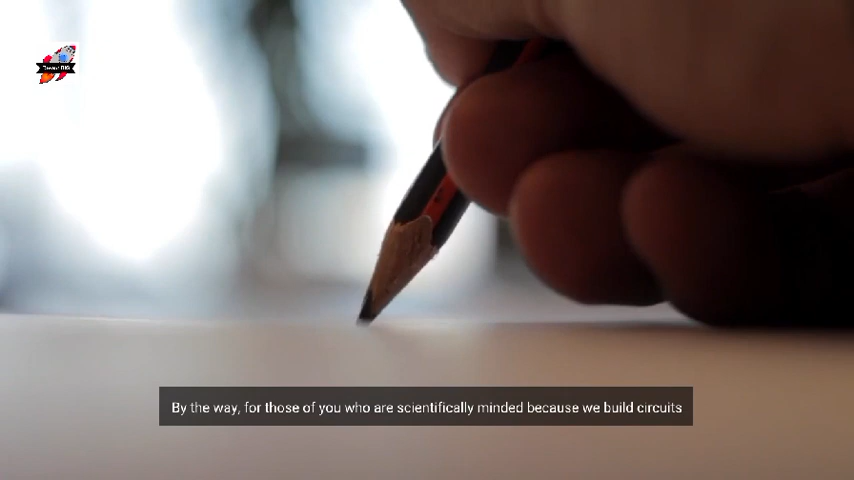 By the way, for those of you who are scientifically minded because we build circuits